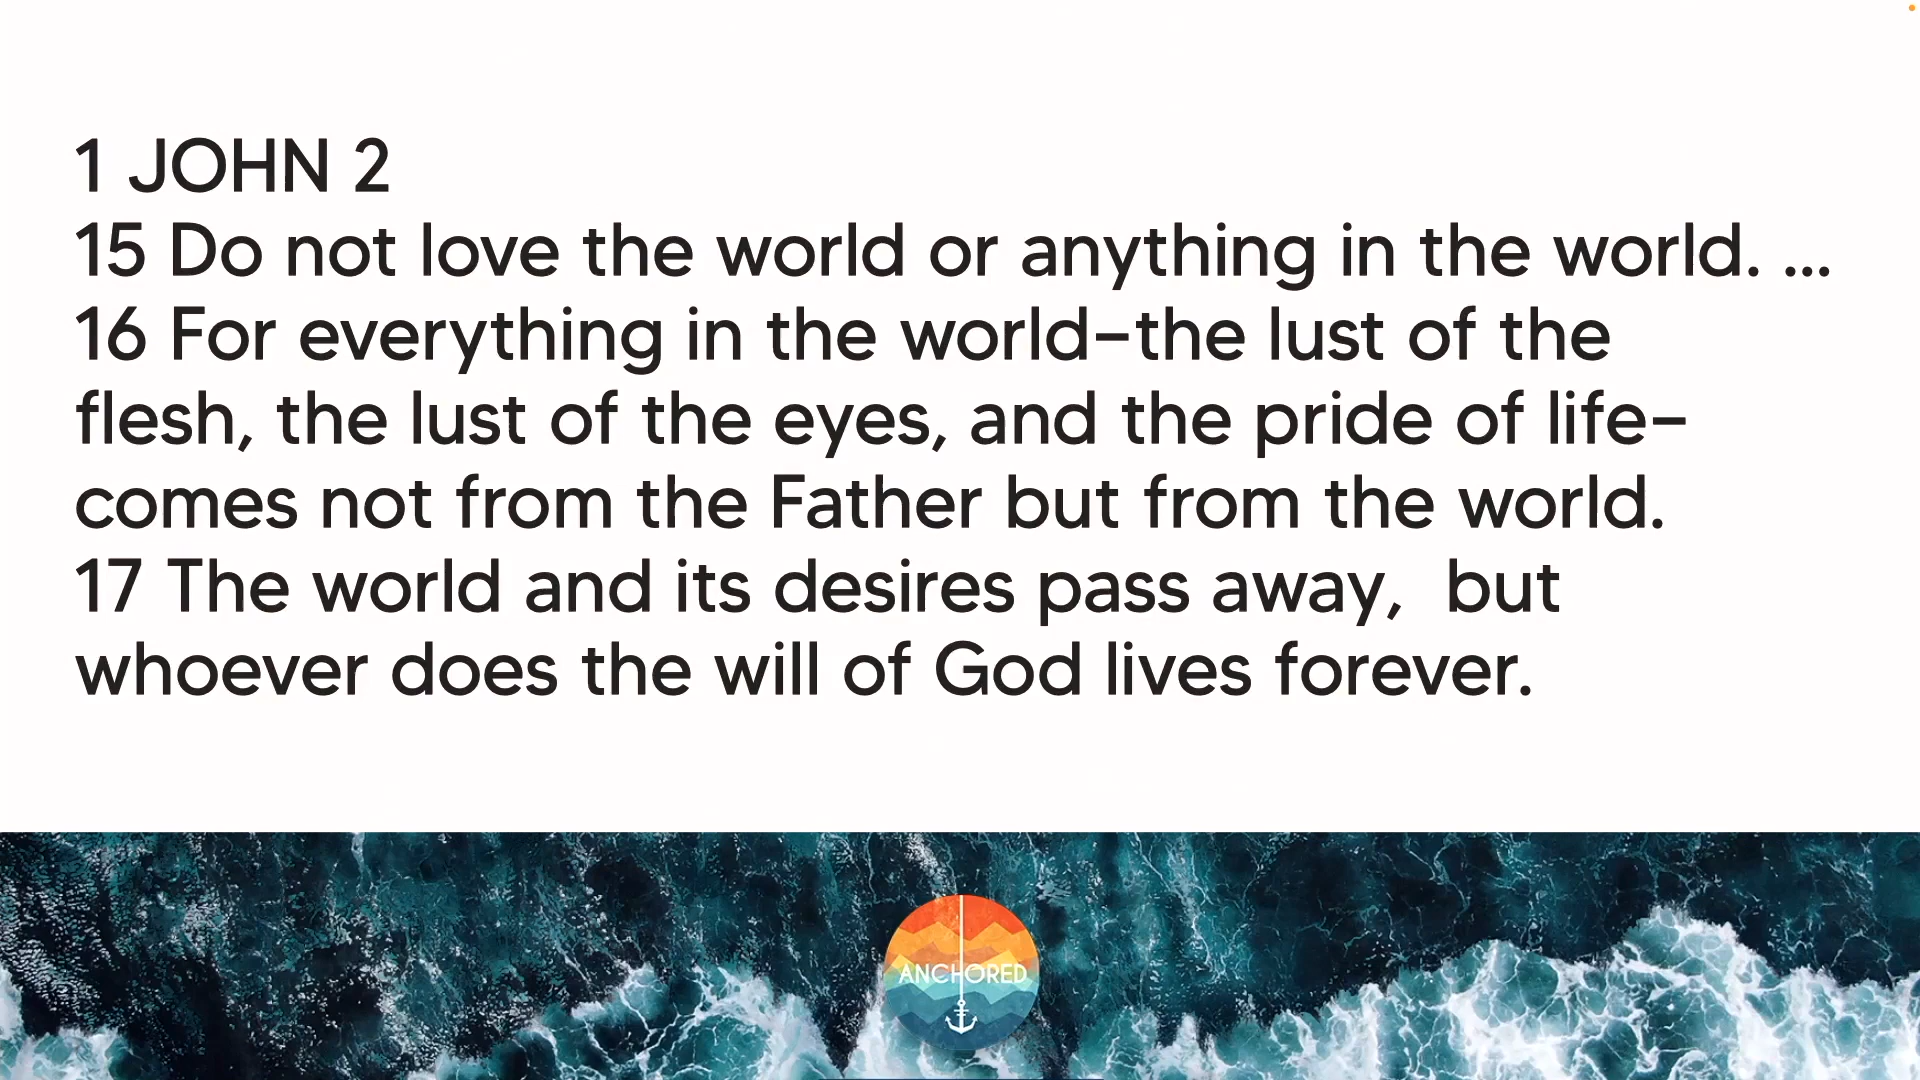 1 JOHN 2
15 Do not love the world or anything in the world. ...
16 For everything in the world–the lust of the
flesh, the lust of the eyes, and the pride of life–
comes not from the Father but from the world.
17 The world and its desires pass away,  but
whoever does the will of God lives forever.
ANCHORED